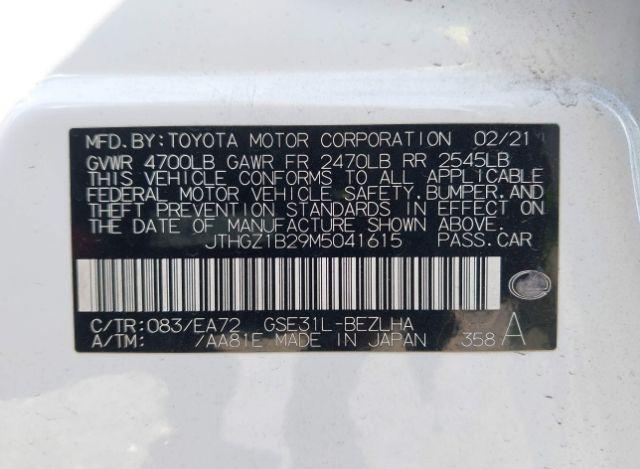 MFD.BY:TOYOTA MOTOR CORPORATION 02/21
GVWR 4700LB GAWR FR 2470LB RR 2545LB
THIS VEHICLE CONFORMS TO ALL APPLICABLE
FEDERAL MOTOR VEHICLE SAFETY,BUMPER,AND
THEFT PREVENTION STANDARDS IN EFFECT ON
THE DATE OF MANUFACTURE SHOWN ABOVE.
JTHGZ1B29M5041615 PASS.CAR
C/TR:083/EA72 GSE31L-BEZLHA
A/TM: /AA81E MADE IN JAPAN 358 A